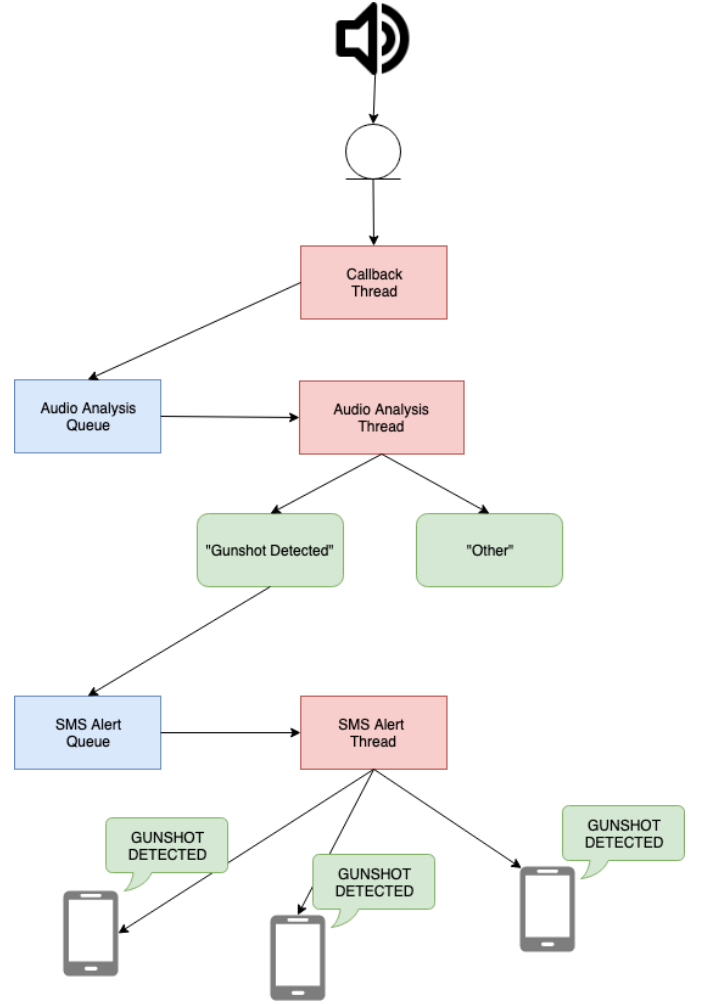 Callback
Thread
Audio Analysis
Queue
Audio Analysis
Thread
"Gunshot Detected"
"Other"
SMS Alert
Queue
SMS Alert
Thread
GUNSHOT
DETECTED
GUNSHOT
DETECTED
GUNSHOT
DETECTED